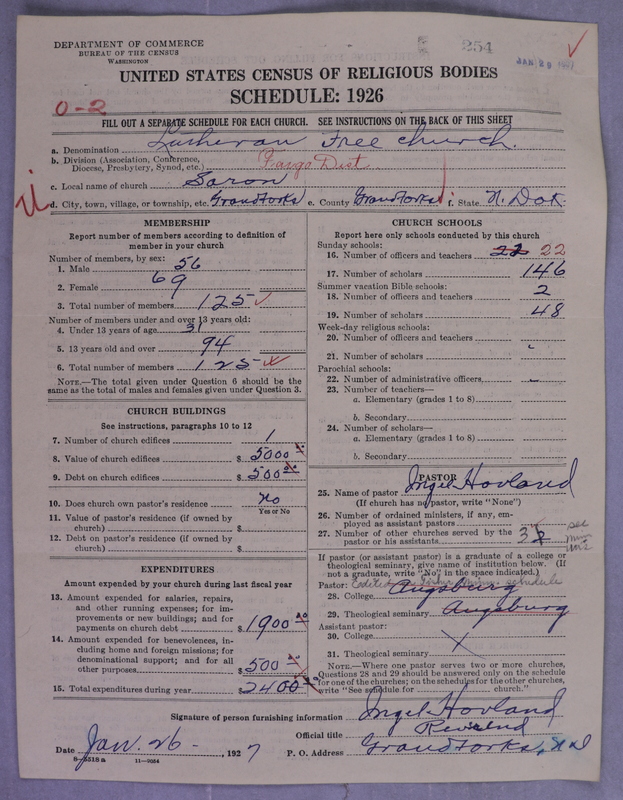 DEPARTMENT OF COMMERCE
BUREAU OF THE CENSUS
WASHINGTON
254
JAN 29 1927
UNITED STATES CENSUS OF RELIGIOUS BODIES
SCHEDULE: 1926
0-2
FILL OUT A SEPARATE SCHEDULE FOR EACH CHURCH. SEE INSTRUCTIONS ON THE BACK OF THIS SHEET
a. Denomination Lutheran Free Church.
b. Division (Association, Conference, Diocese, Presbytery, Synod, etc.) Fargo Dist
c. Local name of church Saron
d. City, town, village, or township, etc. Grand Forks e. County Grand Forks f. State N. Dak.
MEMBERSHIP
Report number of members according to definition of
member in your church
Number of members, by sex:
1. Male 56
2. Female 69
3. Total number of members 125
Number of members under and over 13 years old:
4. Under 13 years of age 31
5. 13 years old and over 94
6. Total number of members 125
NOTE.—The total given under Question 6 should be the
same as the total of males and females given under Question 3.
CHURCH BUILDINGS
See instructions, paragraphs 10 to 12
7. Number of church edifices 1
8. Value of church edifices $ 5000
9. Debt on church edifices $ 500
10. Does church own pastor's residence no
Yes or No
11. Value of pastor's residence (if owned by
church) $
12. Debt on pastor's residence (if owned by
church) $
EXPENDITURES
Amount expended by your church during last fiscal year
13. Amount expended for salaries, repairs,
and other running expenses; for im-
provements or new buildings; and for
payments on church debt $ 1900
14. Amount expended for benevolences, in-
cluding home and foreign missions; for
denominational support; and for all
other purposes $ 500
15. Total expenditures during year $ 2400
CHURCH SCHOOLS
Report here only schools conducted by this church
Sunday schools:
16. Number of officers and teachers 22 22
17. Number of scholars 146
Summer vacation Bible schools:
18. Number of officers and teachers 2
19. Number of scholars 48
Week-day religious schools:
20. Number of officers and teachers
21. Number of scholars -
Parochial schools:
22. Number of administrative officers -
23. Number of teachers—
a. Elementary (grades 1 to 8)
b. Secondary
24. Number of scholars—
a. Elementary (grades 1 to 8)
b. Secondary
PASTOR
25. Name of pastor Ingel Hovland
(If church has no pastor, write "None")
26. Number of ordained ministers, if any, em-
ployed as assistant pastors
27. Number of other churches served by the
pastor or his assistants 3 see
If pastor (or assistant pastor) is a graduate of a college or
theological seminary, give name of institution below. (If
not a graduate, write "No" in the space indicated.)
Pastor: schedule
28. College Augsburg
29. Theological seminary Augsburg
Assistant pastor:
30. College
31. Theological seminary
NOTE.—Where one pastor serves two or more churches,
Questions 28 and 29 should be answered only on the schedule
for one of the churches; on the schedules for the other churches,
write "See schedule for church."
Signature of person furnishing information Ingel Hovland
Official title Reverend
Date Jan. 26 - , 1927 P. O. Address Grand Forks, N D
8-5518 a 11-9054